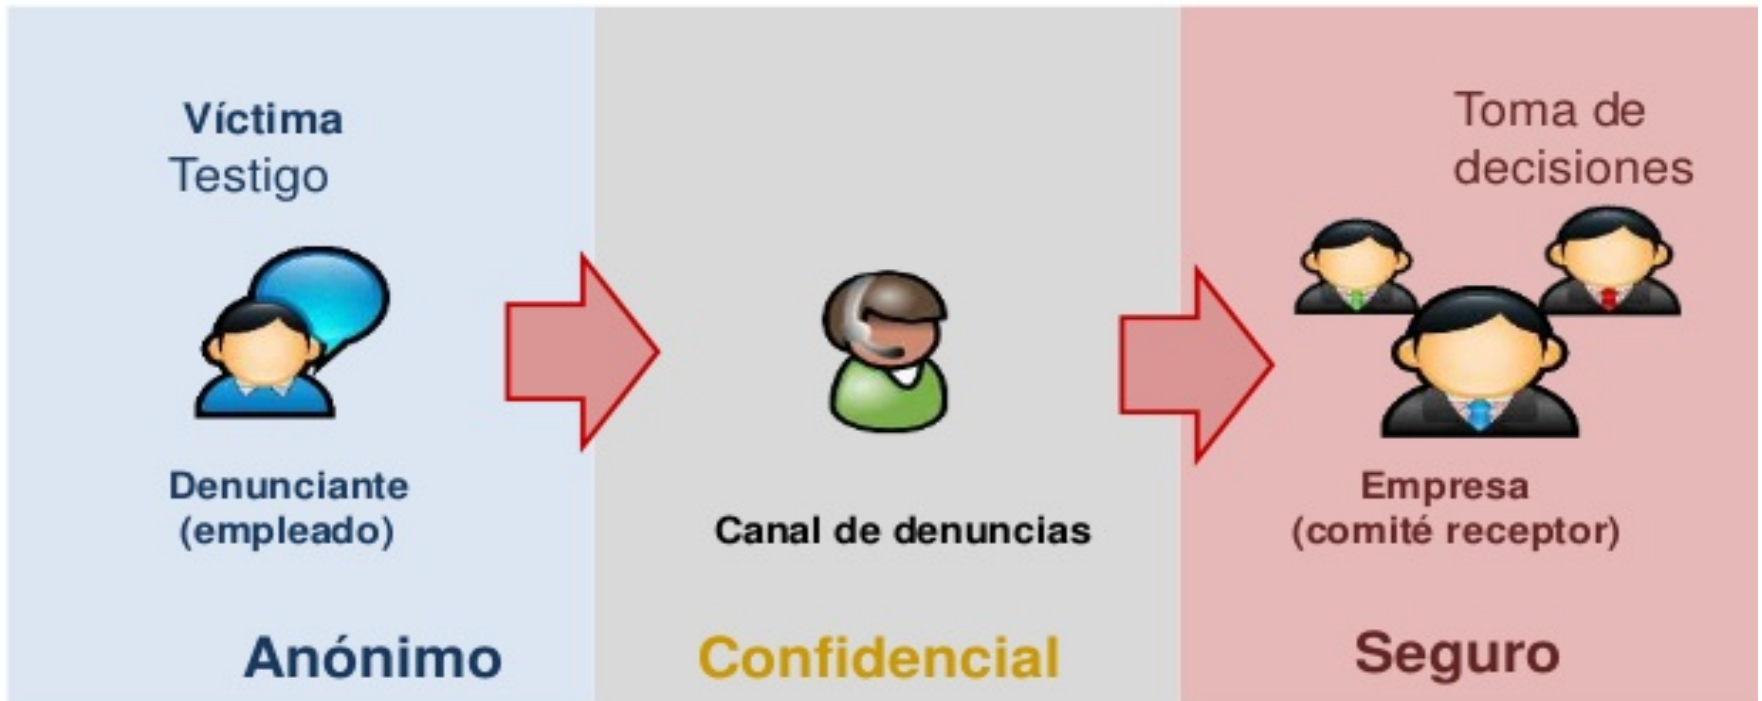 Víctima
Testigo
Denunciante
(empleado)
Anónimo
Canal de denuncias
Confidencial
Toma de
decisiones
Empresa
(comité receptor)
Seguro